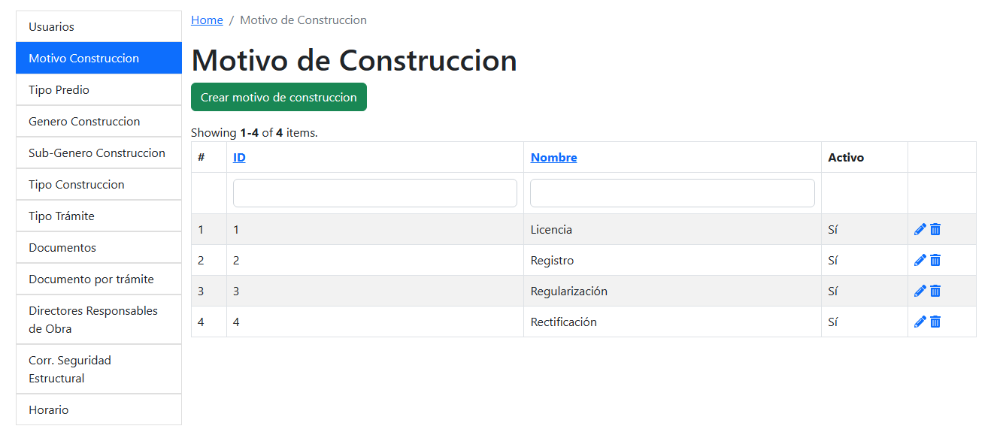 Usuarios
Motivo Construccion
Tipo Predio
Genero Construccion
Sub-Genero Construccion
Tipo Construccion
Tipo Trámite
Documentos
Documento por trámite
Directores Responsables
de Obra
Corr. Seguridad
Estructural
Horario
Home / Motivo de Construccion
Motivo de Construccion
Crear motivo de construccion
Showing 1-4 of 4 items.
# ID Nombre Activo
1 1 Licencia Sí
2 2 Registro Sí
3 3 Regularización Sí
4 4 Rectificación Sí